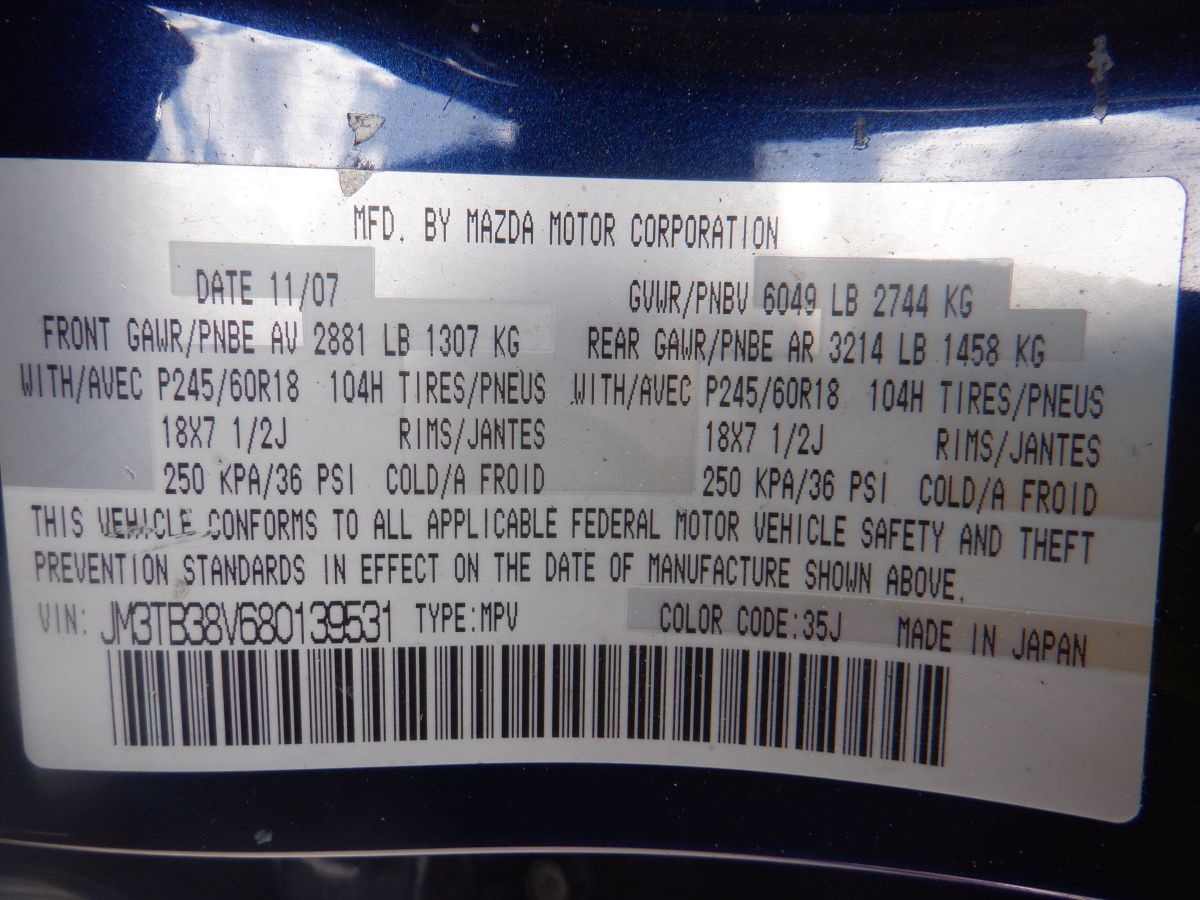 MFD. BY MAZDA MOTOR CORPORATION
DATE 11/07 GVWR/PNBV 6049 LB 2744 KG
FRONT GAWR/PNBE AV 2881 LB 1307 KG REAR GAWR/PNBE AR 3214 LB 1458 KG
WITH/AVEC P245/60R18 104H TIRES/PNEUS WITH/AVEC P245/60R18 104H TIRES/PNEUS
18X7 1/2J RIMS/JANTES 18X7 1/2J RIMS/JANTES
250 KPA/36 PSI COLD/A FROID 250 KPA/36 PSI COLD/A FROID
THIS VEHICLE CONFORMS TO ALL APPLICABLE FEDERAL MOTOR VEHICLE SAFETY AND THEFT
PREVENTION STANDARDS IN EFFECT ON THE DATE OF MANUFACTURE SHOWN ABOVE.
VIN: JM3TB38V680139531 TYPE:MPV COLOR CODE:35J MADE IN JAPAN